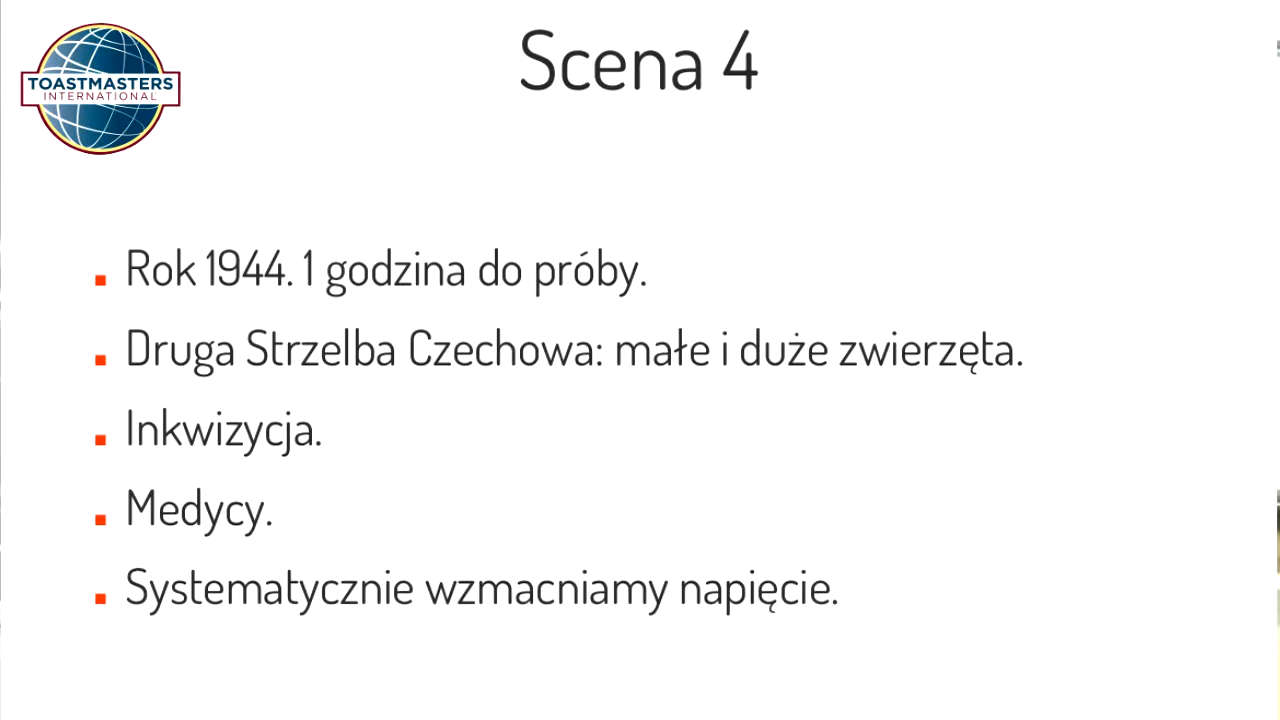 TOASTMASTERS
INTERNATIONAL
Scena 4
Rok 1944. 1 godzina do próby.
Druga Strzelba Czechowa: małe i duże zwierzęta.
Inkwizycja.
Medycy.
Systematycznie wzmacniamy napięcie.